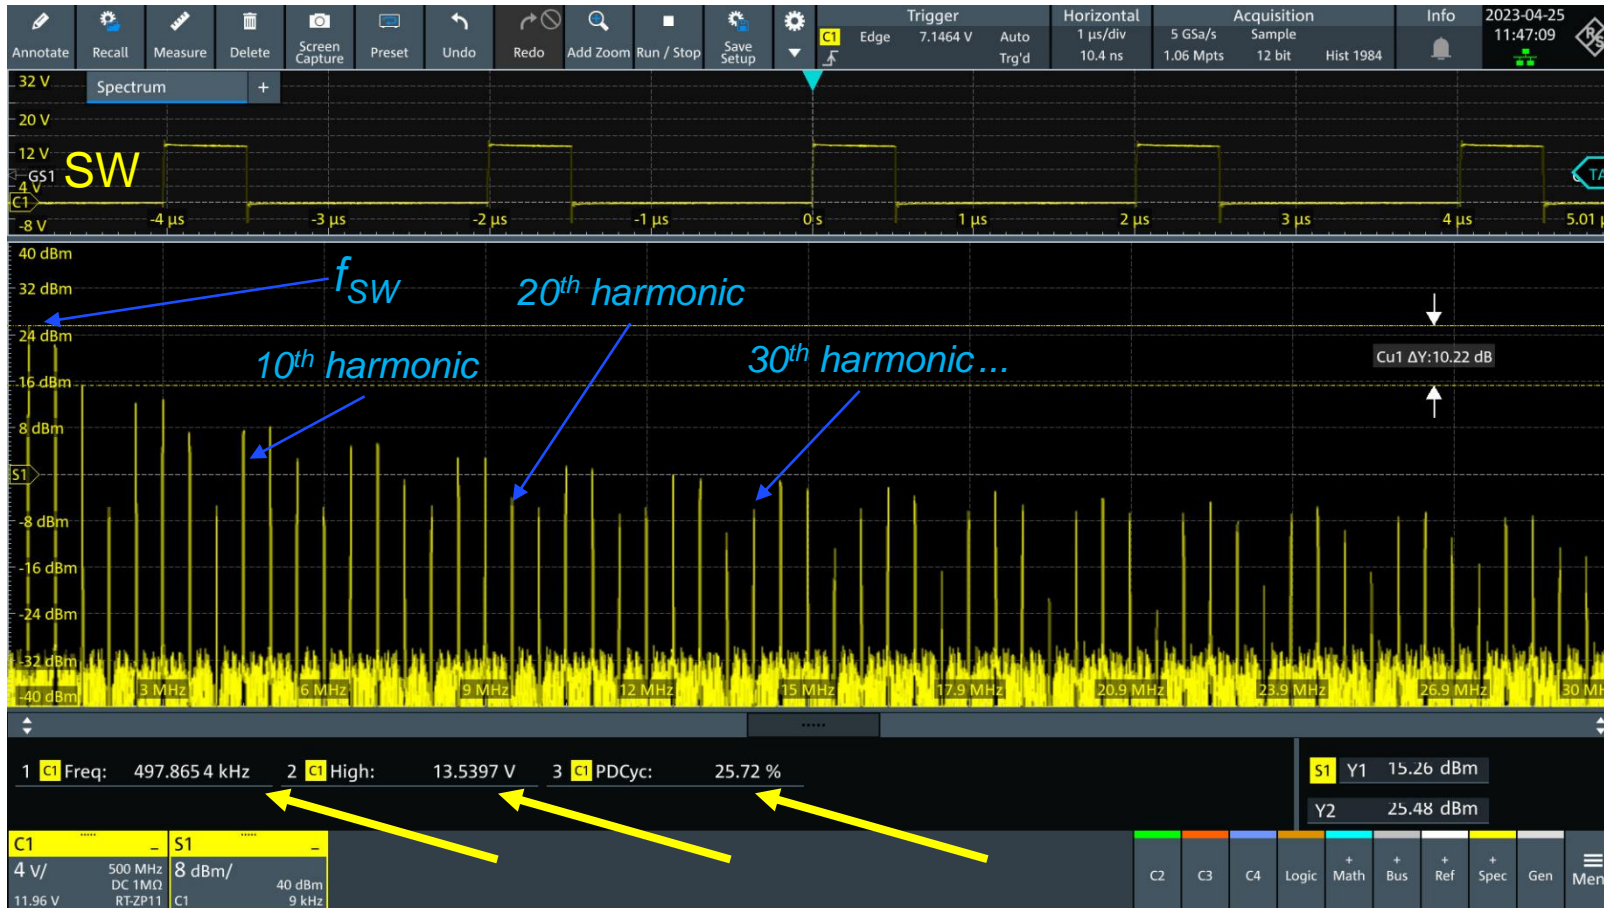 Annotate Recall Measure Delete Screen Capture Preset Undo Redo Add Zoom Run / Stop Save Setup
Trigger
C1 Edge 7.1464 V Auto
Trg'd
Horizontal
1 µs/div
10.4 ns
Acquisition
5 GSa/s Sample
1.06 Mpts 12 bit Hist 1984
Info
2023-04-25
11:47:09
R S
32 V
Spectrum +
20 V
12 V
SW
GS1
TA
4 V
C1
-8 V
-4 µs -3 µs -2 µs -1 µs 0 s 1 µs 2 µs 3 µs 4 µs 5.01 µ
40 dBm
fSW
32 dBm
20th harmonic
24 dBm
10th harmonic
30th harmonic...
Cu1 ΔY:10.22 dB
16 dBm
8 dBm
S1
-8 dBm
-16 dBm
-24 dBm
-32 dBm
-40 dBm
3 MHz 6 MHz 9 MHz 12 MHz 15 MHz 17.9 MHz 20.9 MHz 23.9 MHz 26.9 MHz 30 MH
1 C1 Freq: 497.8654 kHz 2 C1 High: 13.5397 V 3 C1 PDCyc: 25.72 %
S1 Y1 15.26 dBm
Y2 25.48 dBm
C1
4 V/ 500 MHz
DC 1MΩ
11.96 V RT-ZP11
S1
8 dBm/
40 dBm
C1 9 kHz
C2 C3 C4 Logic + Math + Bus + Ref + Spec Gen Men